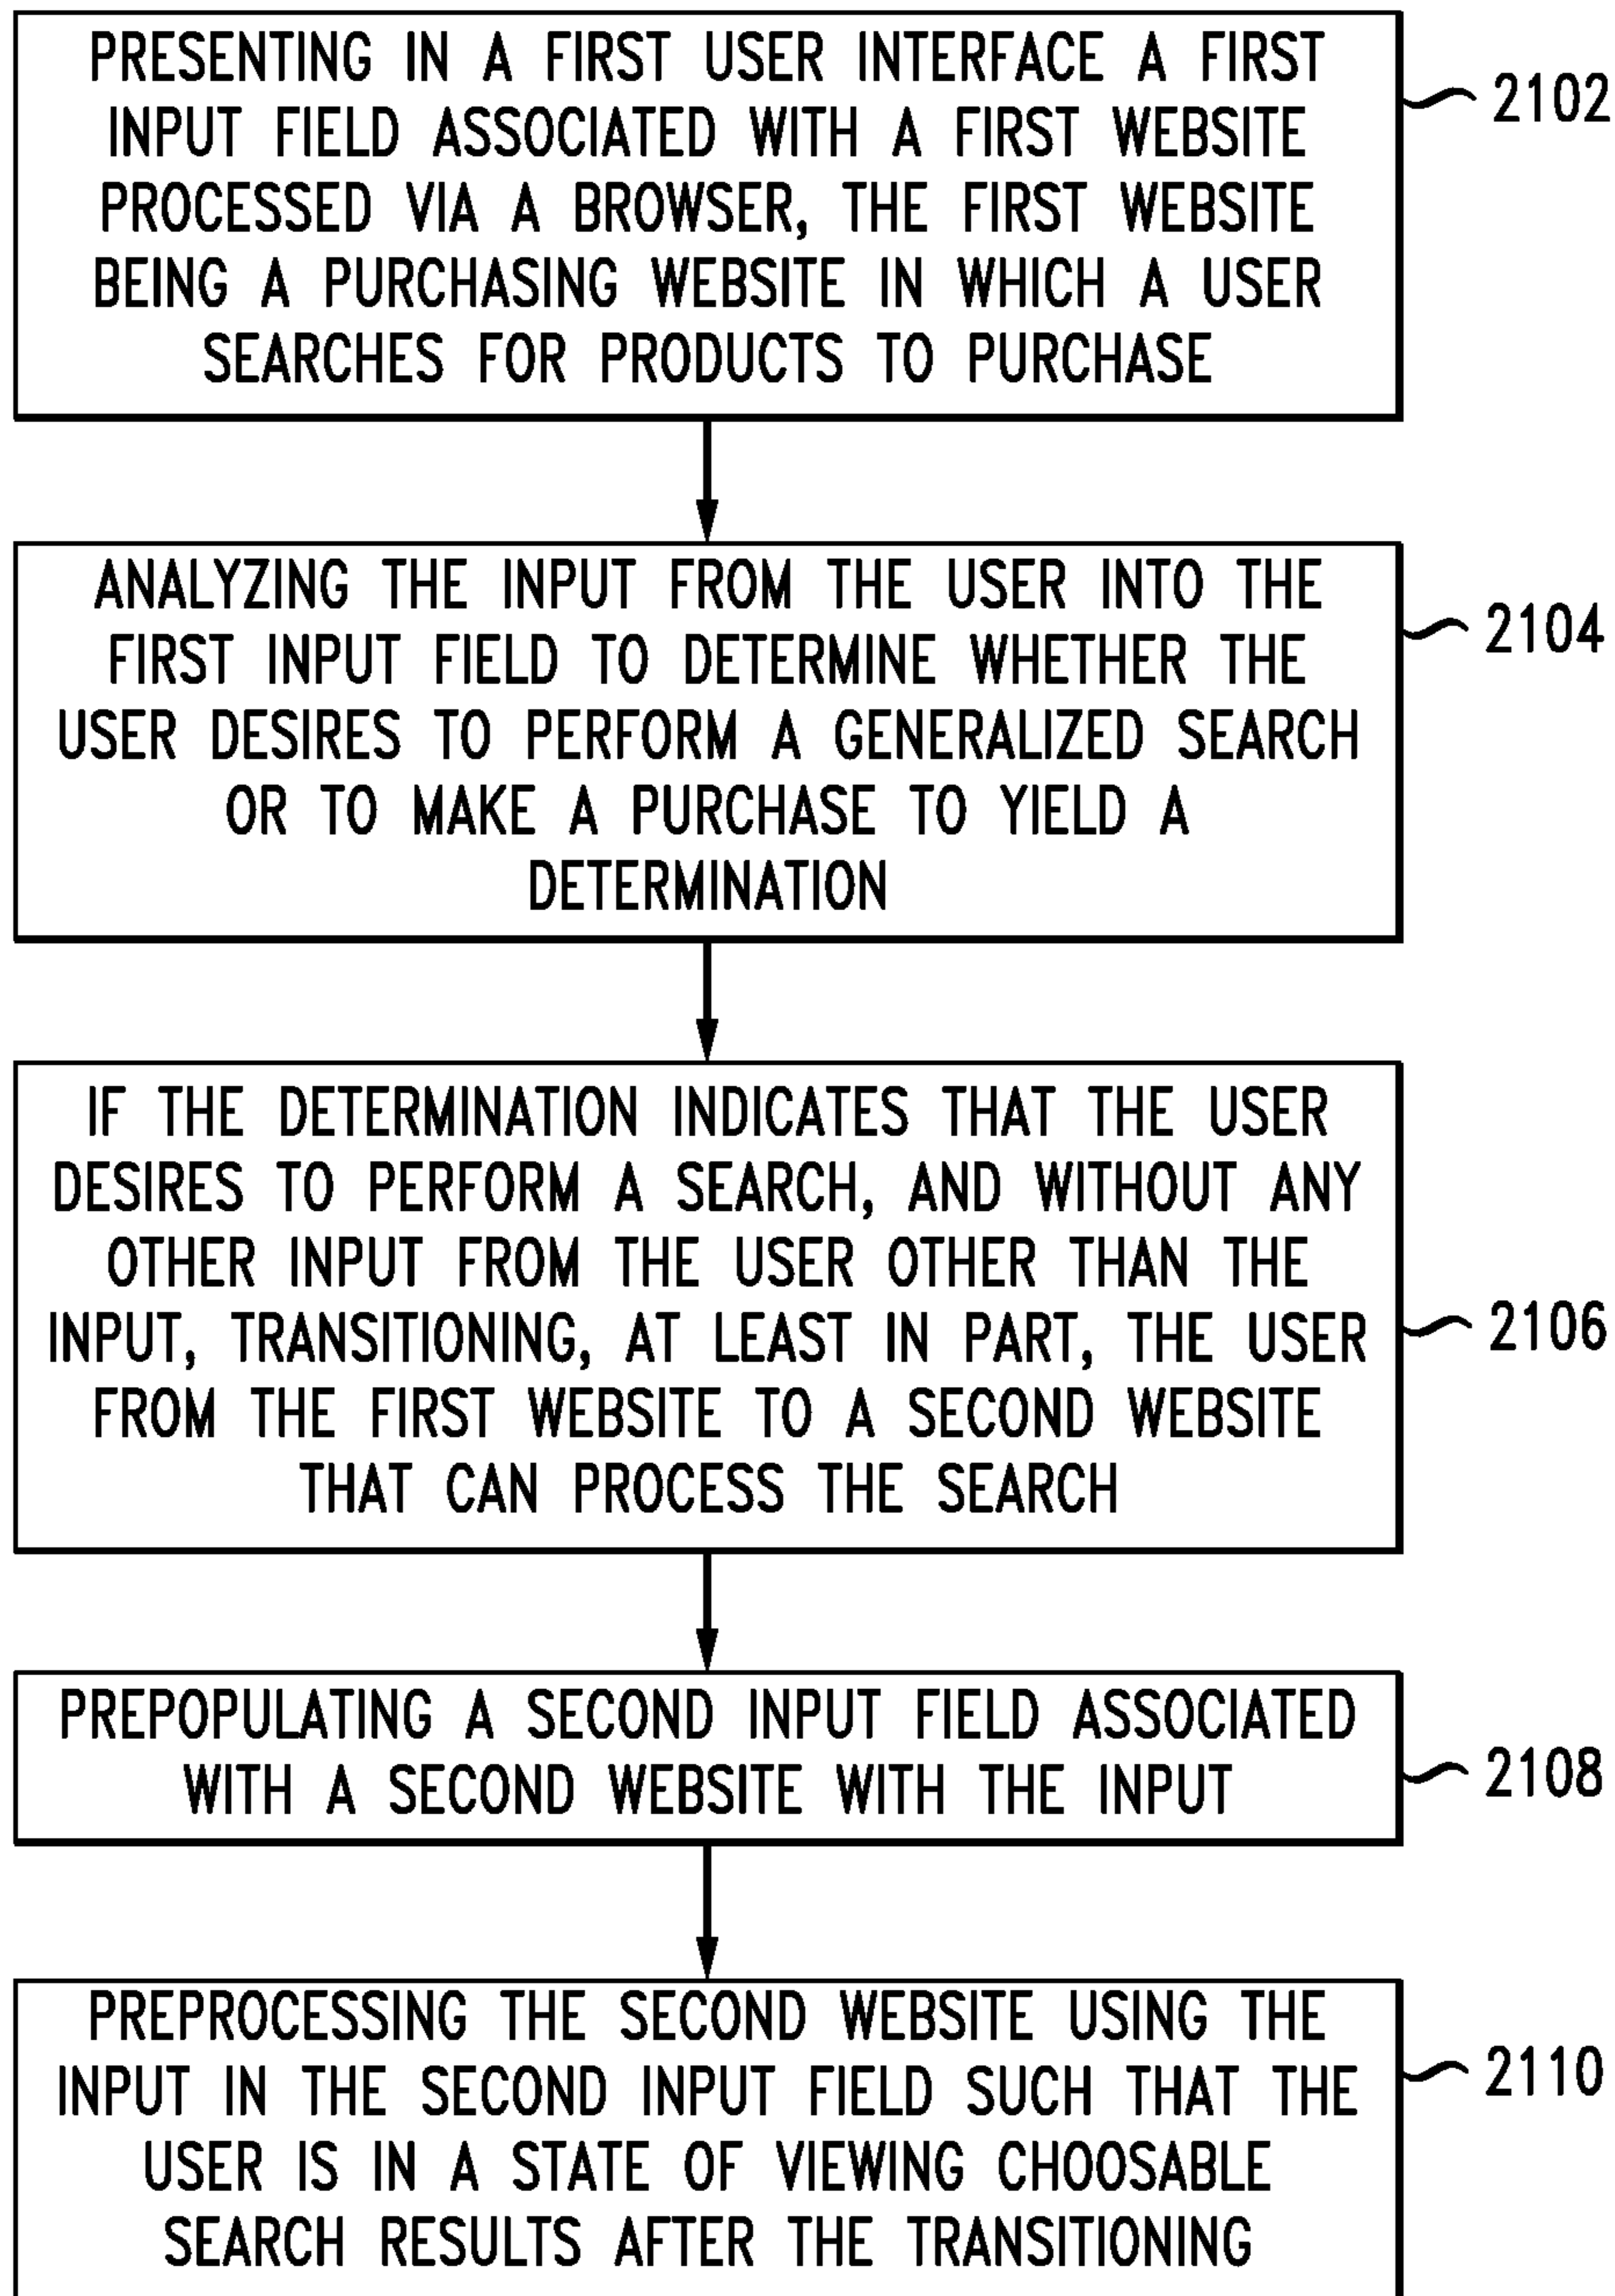 PRESENTING IN A FIRST USER INTERFACE A FIRST
INPUT FIELD ASSOCIATED WITH A FIRST WEBSITE
PROCESSED VIA A BROWSER, THE FIRST WEBSITE
BEING A PURCHASING WEBSITE IN WHICH A USER
SEARCHES FOR PRODUCTS TO PURCHASE
2102
ANALYZING THE INPUT FROM THE USER INTO THE
FIRST INPUT FIELD TO DETERMINE WHETHER THE
USER DESIRES TO PERFORM A GENERALIZED SEARCH
OR TO MAKE A PURCHASE TO YIELD A
DETERMINATION
2104
IF THE DETERMINATION INDICATES THAT THE USER
DESIRES TO PERFORM A SEARCH, AND WITHOUT ANY
OTHER INPUT FROM THE USER OTHER THAN THE
INPUT, TRANSITIONING, AT LEAST IN PART, THE USER
FROM THE FIRST WEBSITE TO A SECOND WEBSITE
THAT CAN PROCESS THE SEARCH
2106
PREPOPULATING A SECOND INPUT FIELD ASSOCIATED
WITH A SECOND WEBSITE WITH THE INPUT
2108
PREPROCESSING THE SECOND WEBSITE USING THE
INPUT IN THE SECOND INPUT FIELD SUCH THAT THE
USER IS IN A STATE OF VIEWING CHOOSABLE
SEARCH RESULTS AFTER THE TRANSITIONING
2110